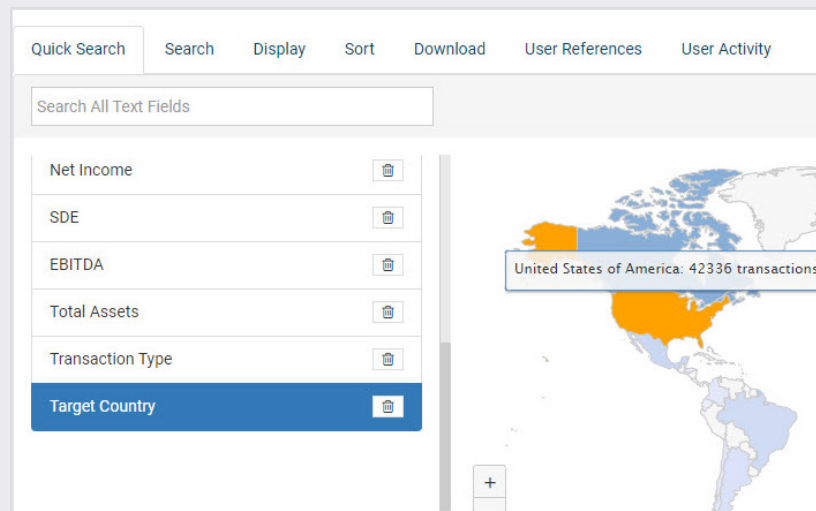 Quick Search Search Display Sort Download User References User Activity
Search All Text Fields
Net Income
SDE
EBITDA
Total Assets
Transaction Type
Target Country
United States of America: 42336 transactions
+